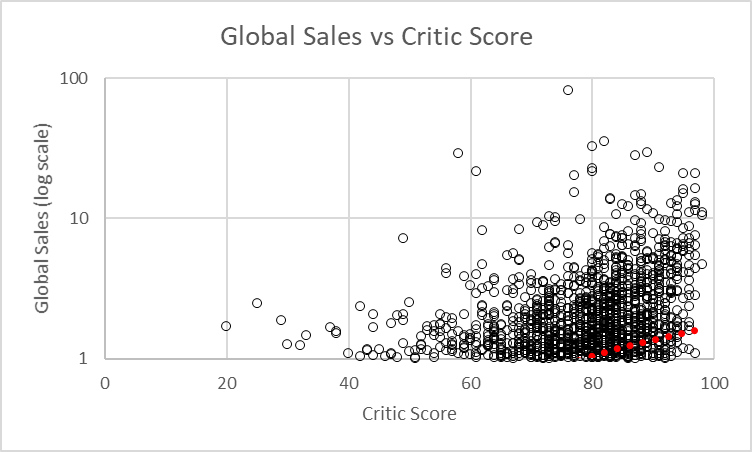 Global Sales vs Critic Score
100
10
1
Global Sales (log scale)
0 20 40 60 80 100
Critic Score